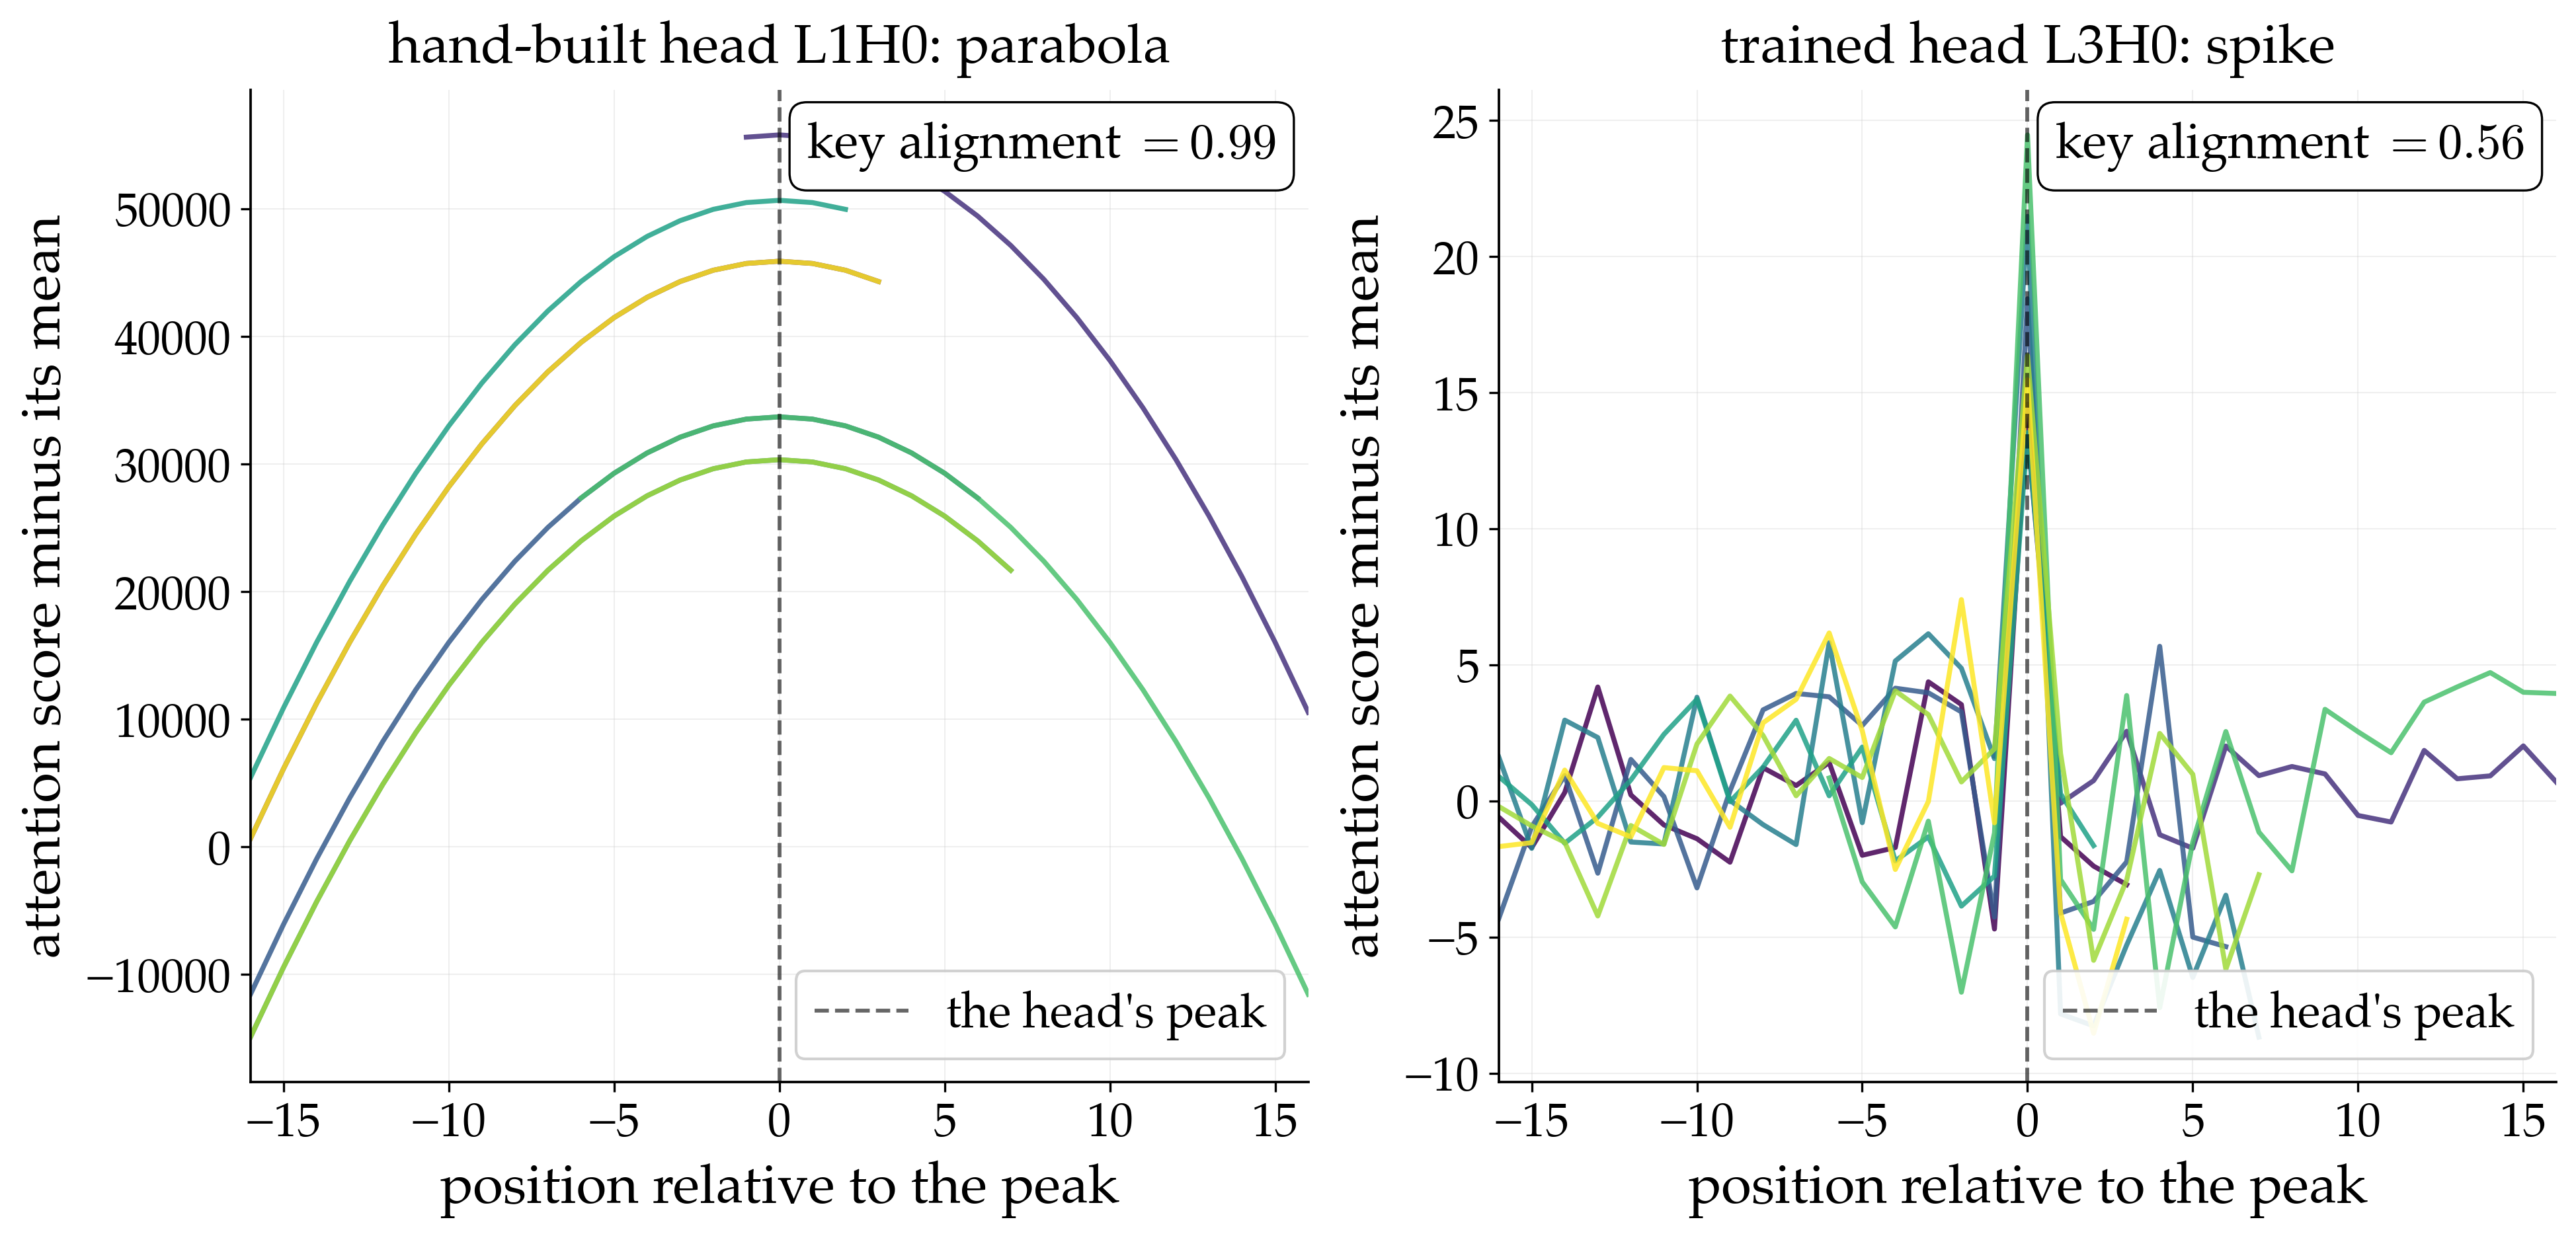 hand-built head L1H0: parabola
key alignment = 0.99
attention score minus its mean
50000
40000
30000
20000
10000
0
−10000
the head's peak
−15
−10
−5
0
5
10
15
position relative to the peak
trained head L3H0: spike
key alignment = 0.56
attention score minus its mean
25
20
15
10
5
0
−5
−10
the head's peak
−15
−10
−5
0
5
10
15
position relative to the peak